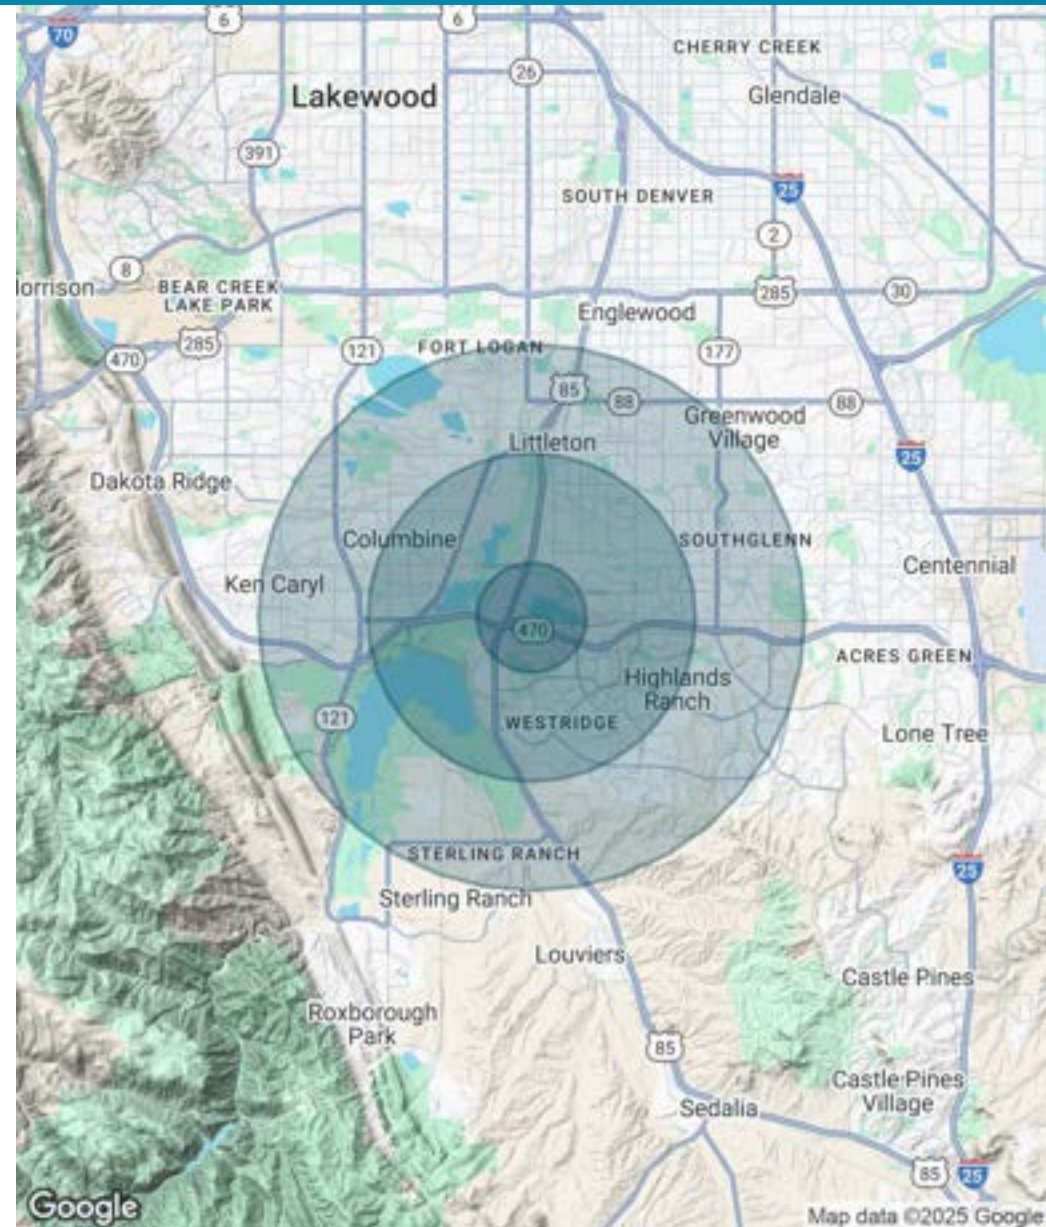 6
6
70
CHERRY CREEK
26
Lakewood
Glendale
391
25
SOUTH DENVER
2
8
BEAR CREEK
LAKE PARK
orrison
285
30
Englewood
285
470
121
FORT LOGAN
177
85
88
88
Greenwood
Village
Littleton
25
Dakota Ridge
Columbine
SOUTHGLENN
Centennial
Ken Caryl
470
ACRES GREEN
Highlands
Ranch
121
WESTRIDGE
Lone Tree
STERLING RANCH
25
Sterling Ranch
Louviers
Castle Pines
Roxborough
Park
85
Castle Pines
Village
Sedalia
85
25
Google
Map data ©2025 Google